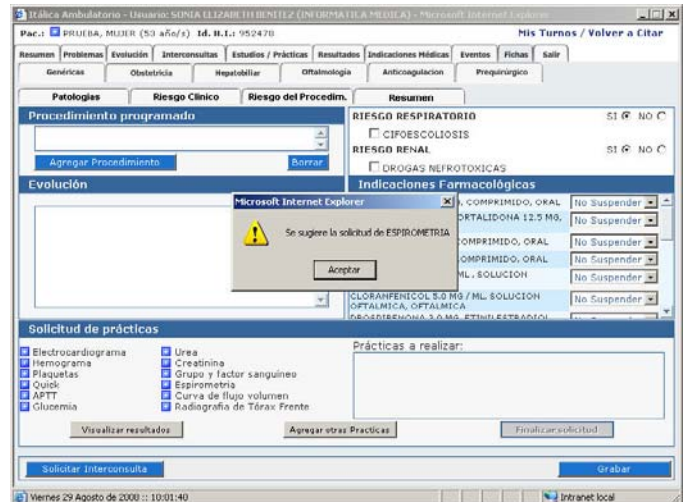 Itálica Ambulatorio - Usuario: SONIA ELIZABETH BENITEZ (INFORMATICA MEDICA) - Microsoft Internet Explorer
Pac.: PRUEBA, MUJER (53 año/s) Id. H.I.: 952478 Mis Turnos / Volver a Citar
Resumen Problemas Evolución Interconsultas Estudios / Prácticas Resultados Indicaciones Médicas Eventos Fichas Salir
Genéricas Obstetricia Hepatobiliar Oftalmología Anticoagulacion Prequirúrgico
Patologías Riesgo Clínico Riesgo del Procedim. Resumen
Procedimiento programado
RIESGO RESPIRATORIO SI NO
CIFOESCOLIOSIS
RIESGO RENAL SI NO
DROGAS NEFROTOXICAS
Agregar Procedimiento Borrar
Evolución
Indicaciones Farmacológicas
Microsoft Internet Explorer
Se sugiere la solicitud de ESPIROMETRIA
Aceptar
, COMPRIMIDO, ORAL No Suspender
ORTALIDONA 12.5 MG, No Suspender
COMPRIMIDO, ORAL No Suspender
OMPRIMIDO, ORAL No Suspender
ML, SOLUCION No Suspender
CLORANFENICOL 5.0 MG / ML, SOLUCION
OFTALMICA, OFTALMICA No Suspender
Solicitud de prácticas
Electrocardiograma
Hemograma
Plaquetas
Quick
APTT
Glucemia
Urea
Creatinina
Grupo y factor sanguíneo
Espirometría
Curva de flujo volumen
Radiografia de Tórax Frente
Prácticas a realizar:
Visualizar resultados Agregar otras Practicas Finalizar solicitud
Solicitar Interconsulta Grabar
Viernes 29 Agosto de 2008 :: 10:01:40 Intranet local